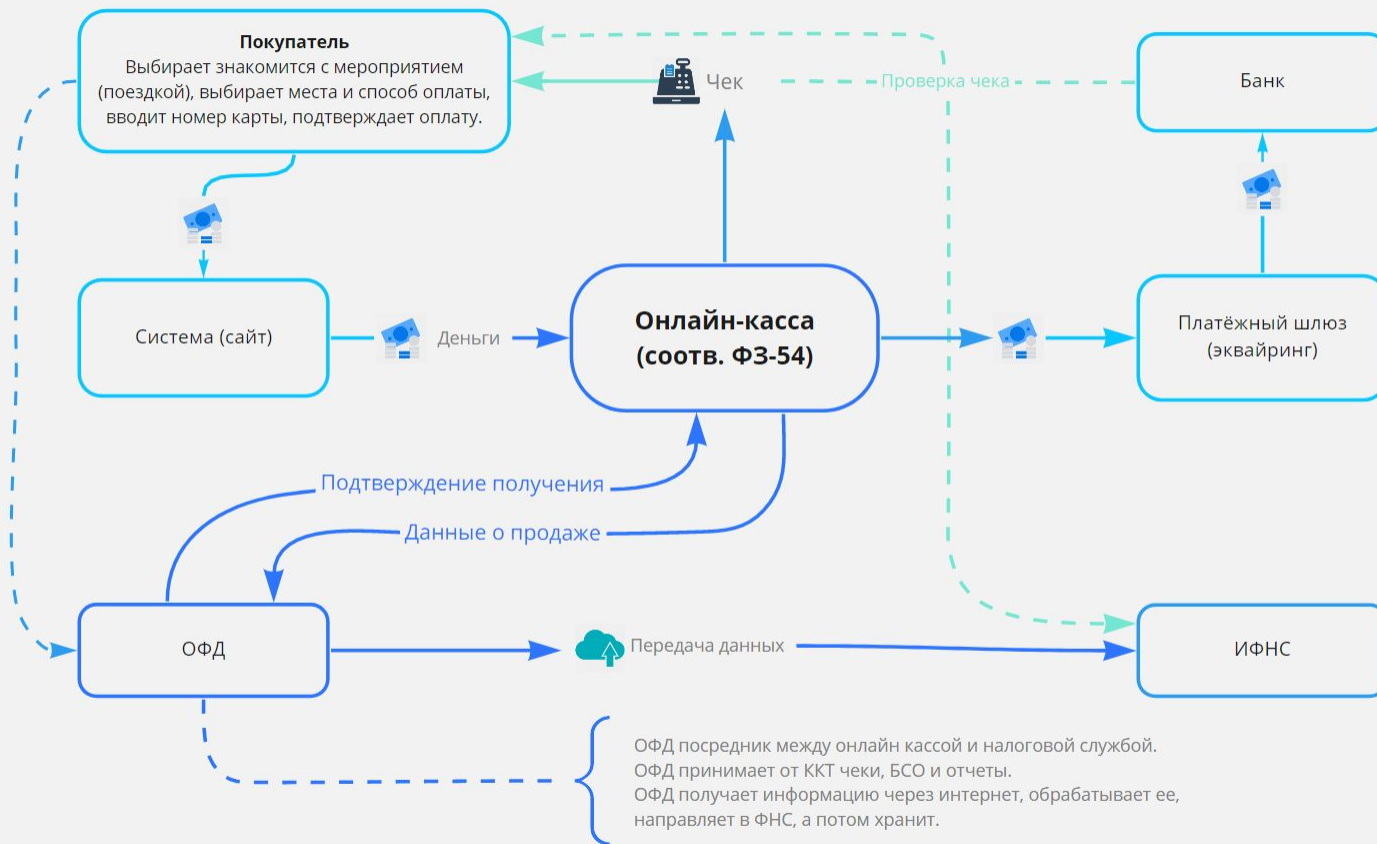 Покупатель
Выбирает знакомится с мероприятием
(поездкой), выбирает места и способ оплаты,
вводит номер карты, подтверждает оплату.
Чек
Проверка чека
Банк
Система (сайт)
Деньги
Онлайн-касса
(соотв. ФЗ-54)
Платёжный шлюз
(эквайринг)
Подтверждение получения
Данные о продаже
ОФД
Передача данных
ИФНС
ОФД посредник между онлайн кассой и налоговой службой.
ОФД принимает от ККТ чеки, БСО и отчеты.
ОФД получает информацию через интернет, обрабатывает ее,
направляет в ФНС, а потом хранит.